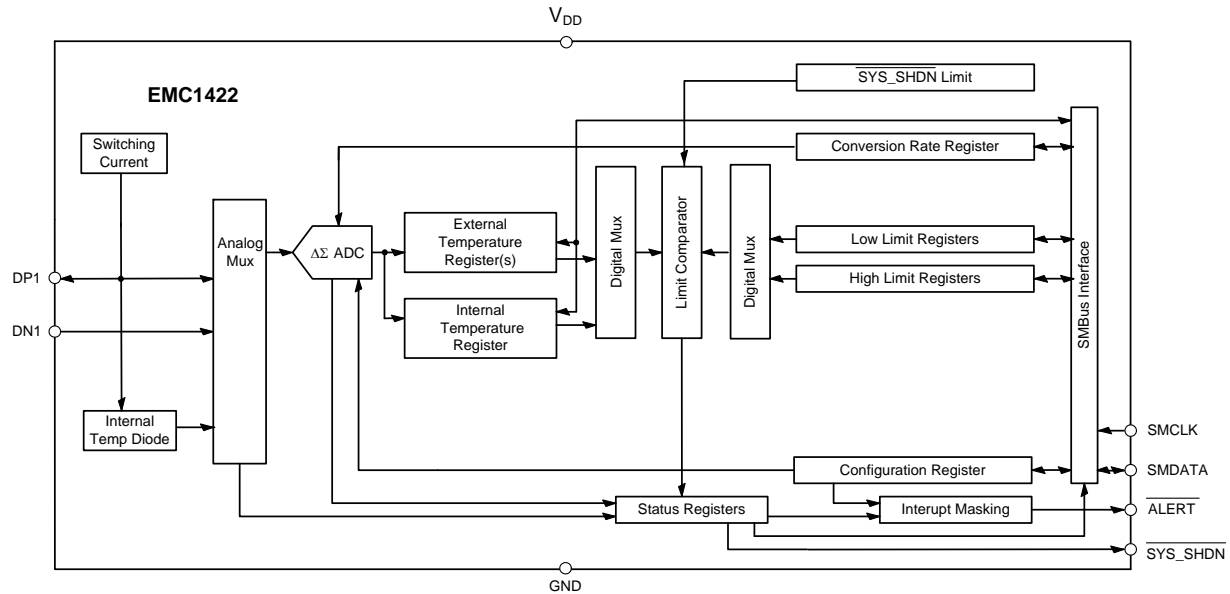 V_DD
EMC1422
SYS_SHDN Limit
Switching
Current
Conversion Rate Register
Analog
Mux
ΔΣ ADC
External
Temperature
Register(s)
Internal
Temperature
Register
Digital Mux
Limit Comparator
Digital Mux
Low Limit Registers
High Limit Registers
SMBus Interface
DP1
DN1
Internal
Temp Diode
SMCLK
Configuration Register
SMDATA
Status Registers
Interupt Masking
ALERT
SYS_SHDN
GND